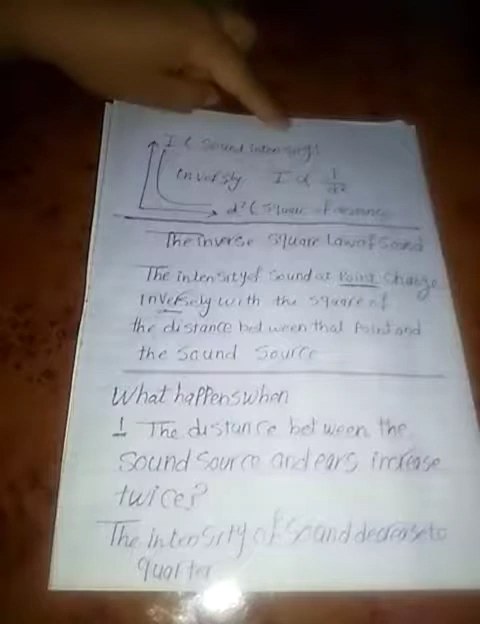 I ( Sound intensity)
inversly I α 1/d²
d² ( Square of distance
The inverse square law of Sound
The intensity of Sound at Point Change
inversely with the square of
the distance between that Point and
the Sound Source
What happens when
1 The distance between the
Sound Source and ears increase
twice?
The intensity of Sound decrease to
quarter